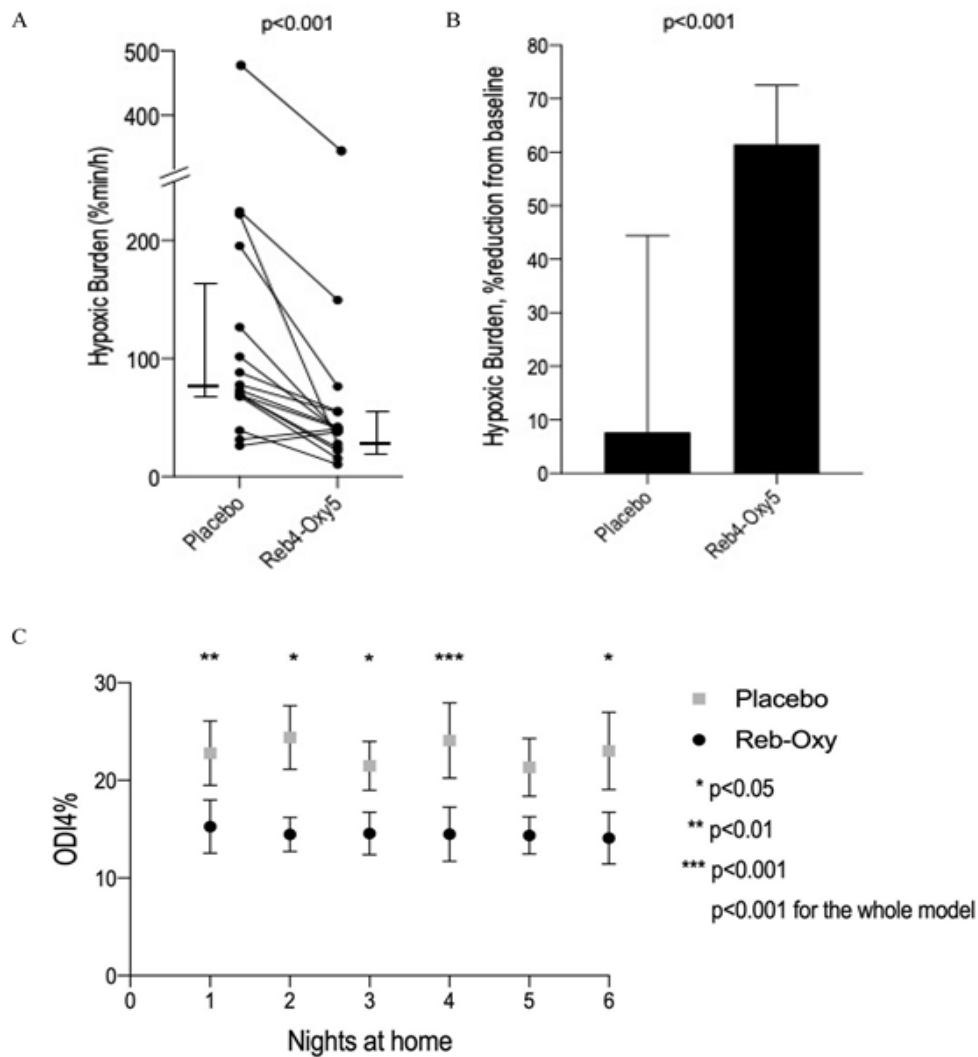 A
p<0.001
500
400
200
100
0
Hypoxic Burden (%min/h)
Placebo
Reb4-Oxy5
B
p<0.001
80
70
60
50
40
30
20
10
0
Hypoxic Burden, %reduction from baseline
Placebo
Reb4-Oxy5
C
** * * *** *
30
20
10
0
ODI4%
0 1 2 3 4 5 6
Nights at home
Placebo
Reb-Oxy
* p<0.05
** p<0.01
*** p<0.001
p<0.001 for the whole model